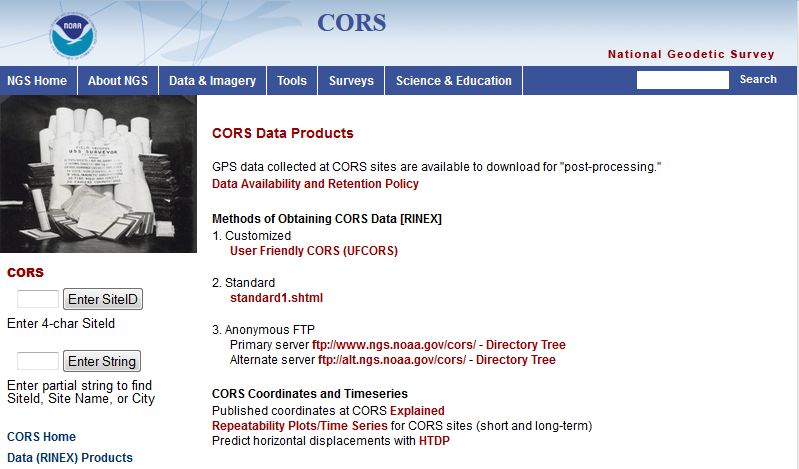 NOAA
CORS
National Geodetic Survey
NGS Home About NGS Data & Imagery Tools Surveys Science & Education Search
FIELD RECORDS
USS SURVEYOR
CORS Data Products
GPS data collected at CORS sites are available to download for "post-processing."
Data Availability and Retention Policy
Methods of Obtaining CORS Data [RINEX]
1. Customized
User Friendly CORS (UFCORS)
2. Standard
standard1.shtml
3. Anonymous FTP
Primary server ftp://www.ngs.noaa.gov/cors/ - Directory Tree
Alternate server ftp://alt.ngs.noaa.gov/cors/ - Directory Tree
CORS Coordinates and Timeseries
Published coordinates at CORS Explained
Repeatability Plots/Time Series for CORS sites (short and long-term)
Predict horizontal displacements with HTDP
CORS
Enter SiteID
Enter 4-char SiteId
Enter String
Enter partial string to find
SiteId, Site Name, or City
CORS Home
Data (RINEX) Products